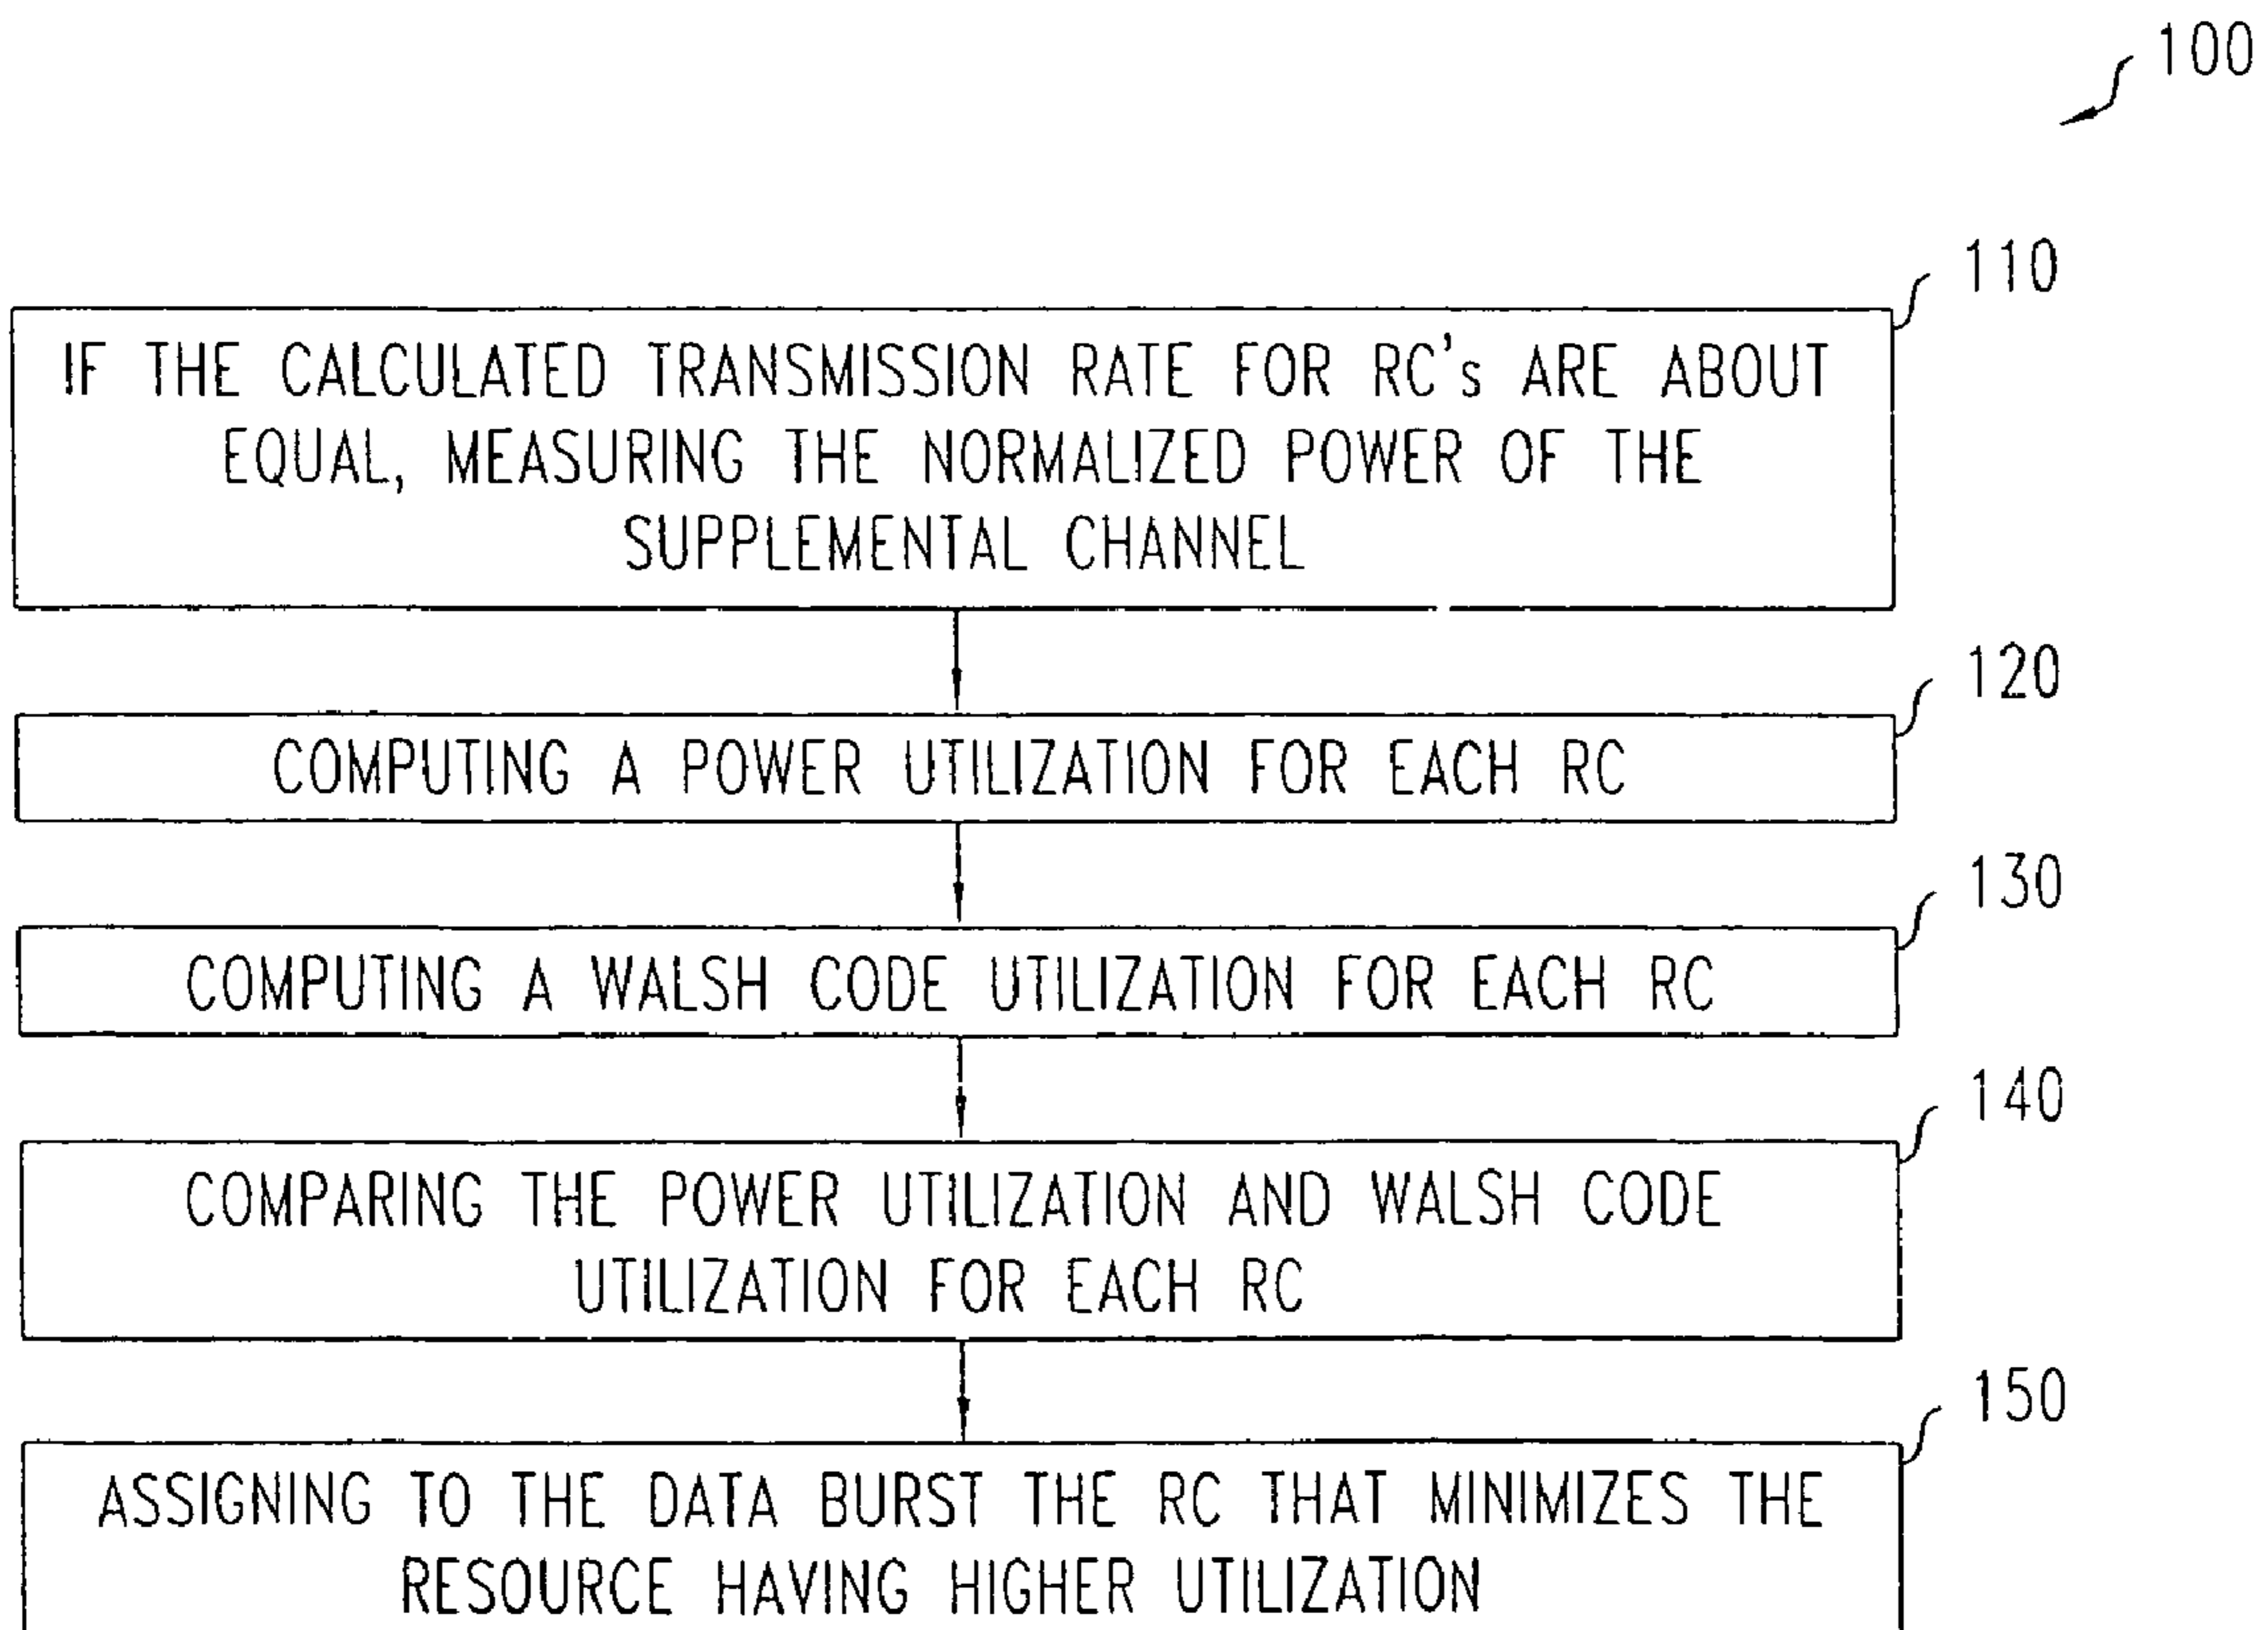 100
110
IF THE CALCULATED TRANSMISSION RATE FOR RC's ARE ABOUT
EQUAL, MEASURING THE NORMALIZED POWER OF THE
SUPPLEMENTAL CHANNEL
120
COMPUTING A POWER UTILIZATION FOR EACH RC
130
COMPUTING A WALSH CODE UTILIZATION FOR EACH RC
140
COMPARING THE POWER UTILIZATION AND WALSH CODE
UTILIZATION FOR EACH RC
150
ASSIGNING TO THE DATA BURST THE RC THAT MINIMIZES THE
RESOURCE HAVING HIGHER UTILIZATION